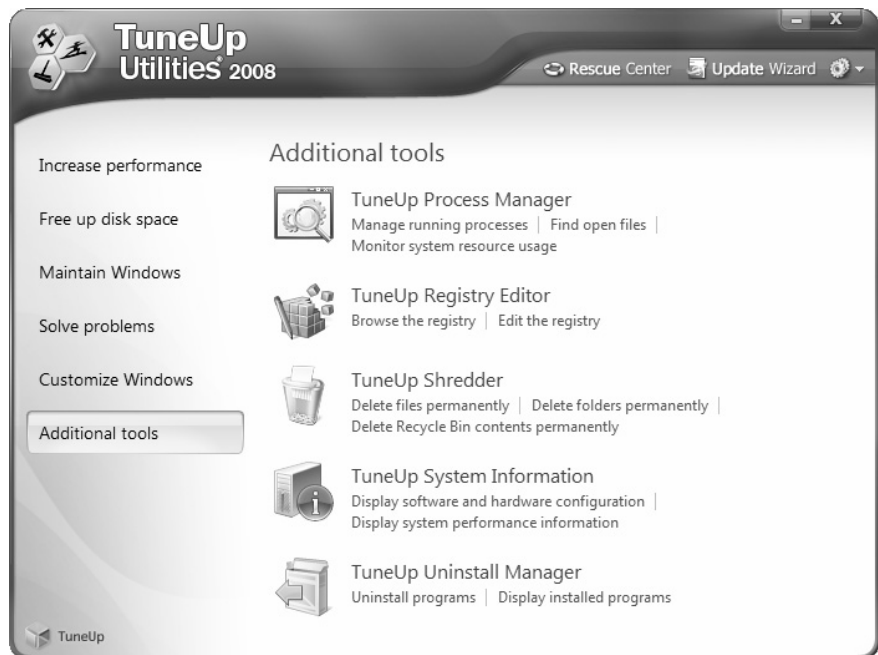 TuneUp
Utilities 2008
Rescue Center Update Wizard
Increase performance
Free up disk space
Maintain Windows
Solve problems
Customize Windows
Additional tools
Additional tools
TuneUp Process Manager
Manage running processes | Find open files |
Monitor system resource usage
TuneUp Registry Editor
Browse the registry | Edit the registry
TuneUp Shredder
Delete files permanently | Delete folders permanently |
Delete Recycle Bin contents permanently
TuneUp System Information
Display software and hardware configuration |
Display system performance information
TuneUp Uninstall Manager
Uninstall programs | Display installed programs
TuneUp